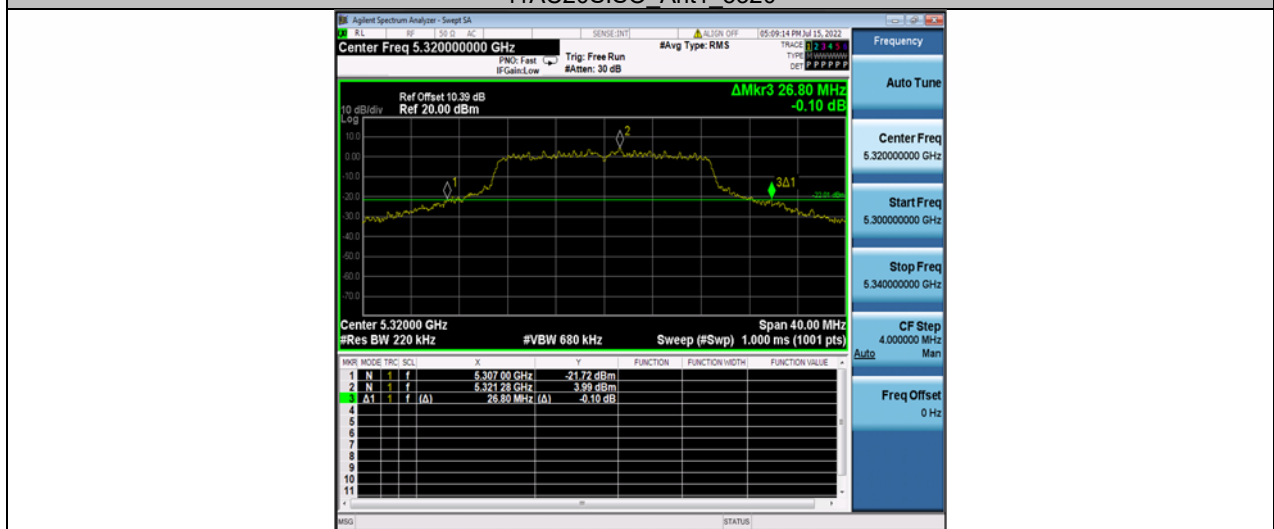 11AC20SISO_Ant1_5320
Agilent Spectrum Analyzer - Swept SA
RL RF 50 Ω AC SENSE:INT ALIGN OFF 05:09:14 PM Jul 15, 2022
Center Freq 5.320000000 GHz
#Avg Type: RMS
TRACE 1 2 3 4 5 6
PNO: Fast
Trig: Free Run
TYPE M WWWWW
IFGain:Low
#Atten: 30 dB
DET P P P P P P
Frequency
Auto Tune
Ref Offset 10.39 dB
ΔMkr3 26.80 MHz
10 dB/div
Ref 20.00 dBm
-0.10 dB
Log
10.0
0.00
-10.0
-20.0
-30.0
-40.0
-50.0
-60.0
-70.0
1
2
3Δ1
-22.01 dBm
Center Freq
5.320000000 GHz
Start Freq
5.300000000 GHz
Stop Freq
5.340000000 GHz
Center 5.32000 GHz
Span 40.00 MHz
#Res BW 220 kHz
#VBW 680 kHz
Sweep (#Swp) 1.000 ms (1001 pts)
CF Step
4.000000 MHz
Auto Man
MKR MODE TRC SCL X Y FUNCTION FUNCTION WIDTH FUNCTION VALUE
1 N 1 f 5.307 00 GHz -21.72 dBm
2 N 1 f 5.321 28 GHz 3.99 dBm
3 Δ1 1 f (Δ) 26.80 MHz (Δ) -0.10 dB
4
5
6
7
8
9
10
11
Freq Offset
0 Hz
MSG STATUS